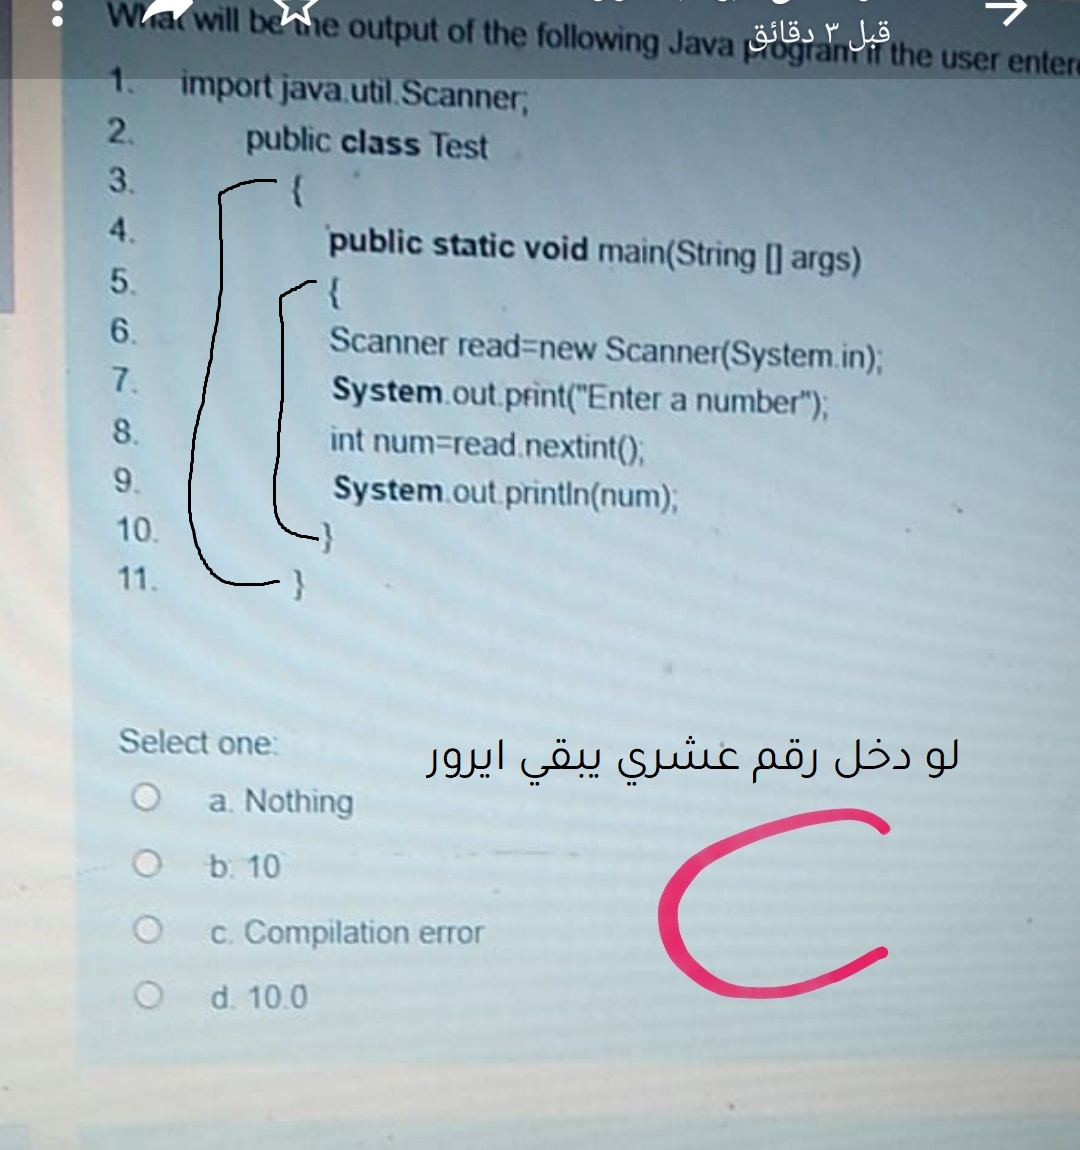 What will be the output of the following Java program if the user enter
قبل ٣ دقائق
1. import java.util.Scanner;
2. public class Test
3. {
4. public static void main(String [] args)
5. {
6. Scanner read=new Scanner(System.in);
7. System.out.print("Enter a number");
8. int num=read.nextint();
9. System.out.println(num);
10. }
11. }
Select one:
لو دخل رقم عشري يبقي ايرور
a. Nothing
b. 10
c. Compilation error
d. 10.0
C